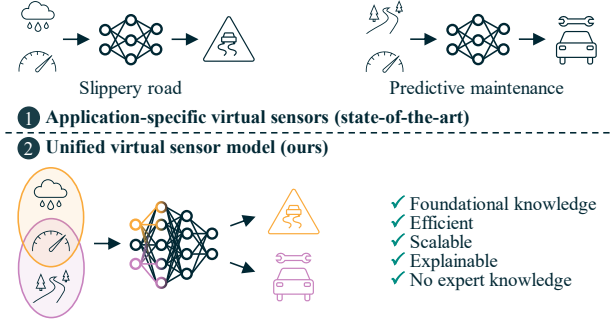 Slippery road
Predictive maintenance
1 Application-specific virtual sensors (state-of-the-art)
2 Unified virtual sensor model (ours)
✓ Foundational knowledge
✓ Efficient
✓ Scalable
✓ Explainable
✓ No expert knowledge